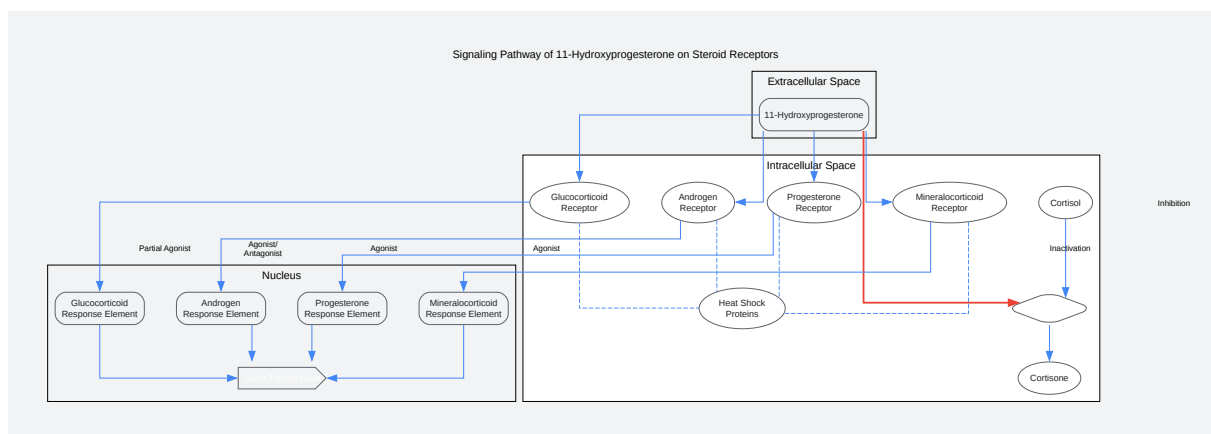 Signaling Pathway of 11-Hydroxyprogesterone on Steroid Receptors
Extracellular Space
11-Hydroxyprogesterone
Intracellular Space
Glucocorticoid
Receptor
Androgen
Receptor
Progesterone
Receptor
Mineralocorticoid
Receptor
Cortisol
Inhibition
Partial Agonist
Agonist/
Antagonist
Agonist
Agonist
Inactivation
Nucleus
Glucocorticoid
Response Element
Androgen
Response Element
Progesterone
Response Element
Mineralocorticoid
Response Element
Heat Shock
Proteins
Cortisone